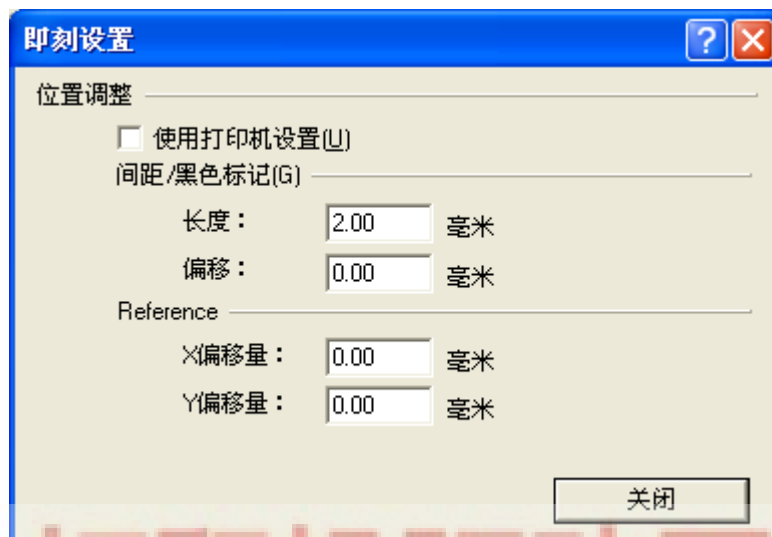 即刻设置
位置调整
使用打印机设置(U)
间距/黑色标记(G)
长度： 2.00 毫米
偏移： 0.00 毫米
Reference
X偏移量： 0.00 毫米
Y偏移量： 0.00 毫米
关闭